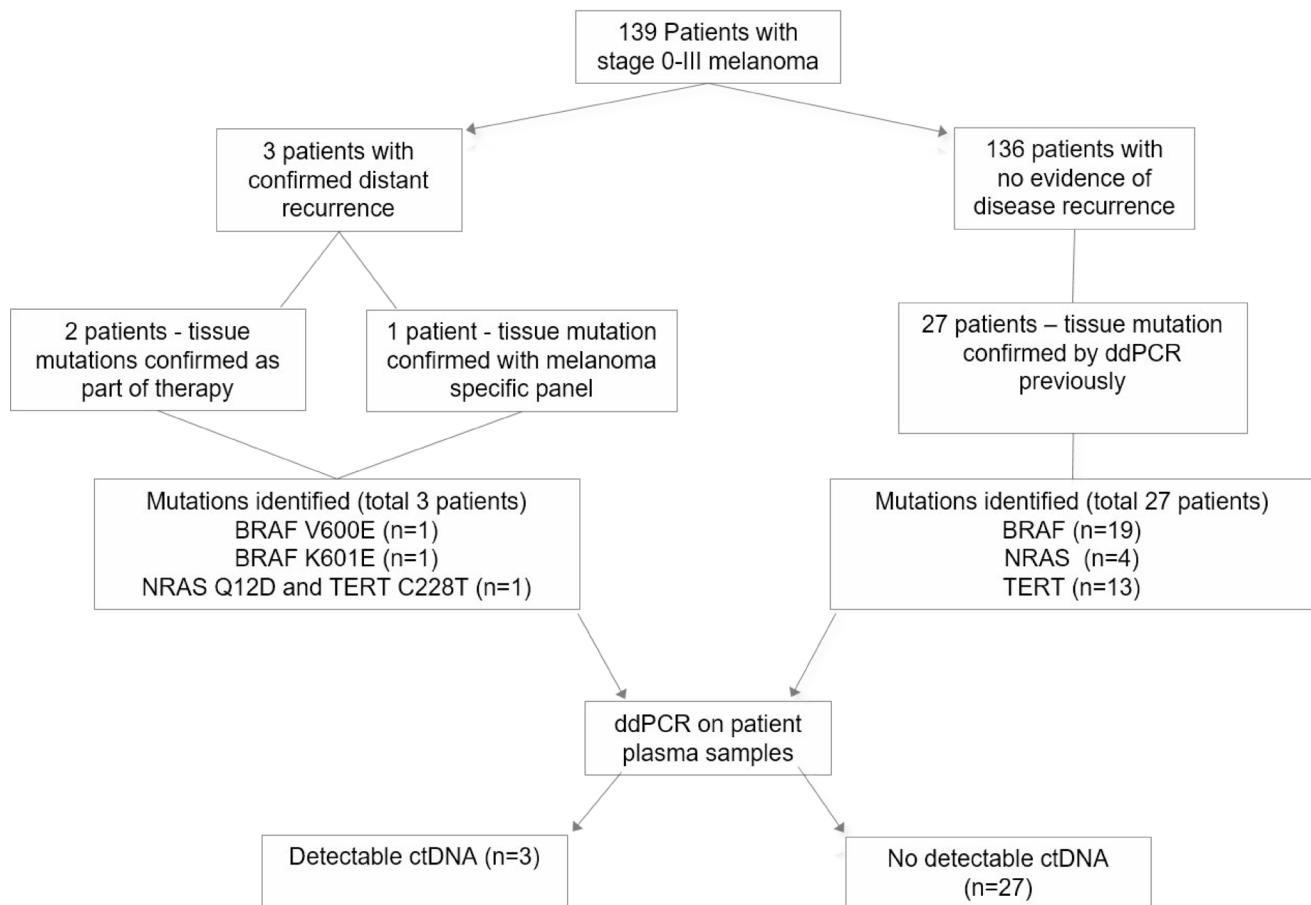 139 Patients with
stage 0-III melanoma
3 patients with
confirmed distant
recurrence
136 patients with
no evidence of
disease recurrence
2 patients - tissue
mutations confirmed as
part of therapy
1 patient - tissue mutation
confirmed with melanoma
specific panel
27 patients – tissue mutation
confirmed by ddPCR
previously
Mutations identified (total 3 patients)
BRAF V600E (n=1)
BRAF K601E (n=1)
NRAS Q12D and TERT C228T (n=1)
Mutations identified (total 27 patients)
BRAF (n=19)
NRAS (n=4)
TERT (n=13)
ddPCR on patient
plasma samples
Detectable ctDNA (n=3)
No detectable ctDNA
(n=27)